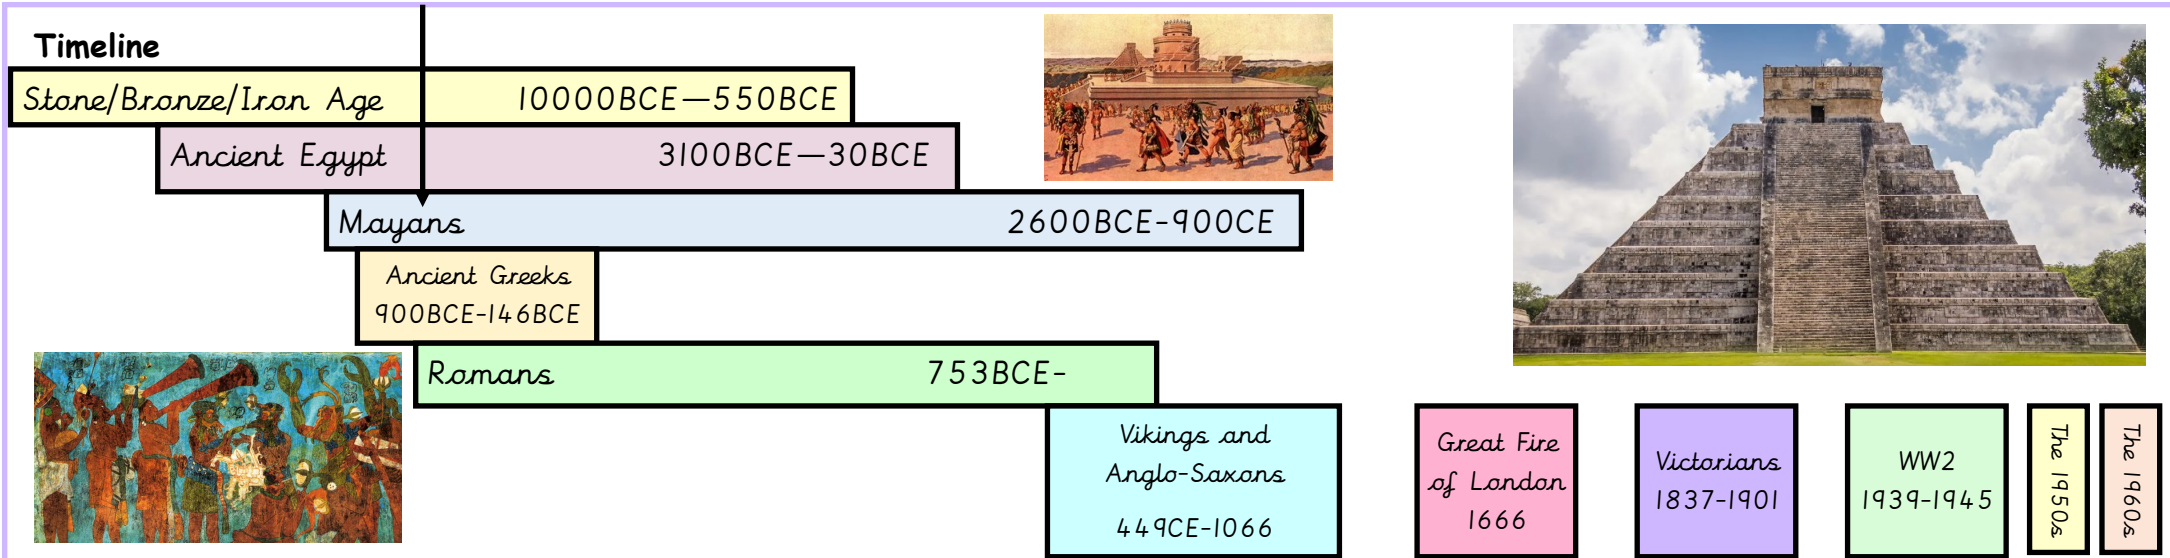 Timeline
Stone/Bronze/Iron Age 10000BCE—550BCE
Ancient Egypt 3100BCE—30BCE
Mayans 2600BCE-900CE
Ancient Greeks
900BCE-146BCE
Romans 753BCE-
Vikings and
Anglo-Saxons
449CE-1066
Great Fire
of London
1666
Victorians
1837-1901
WW2
1939-1945
The 1950s
The 1960s